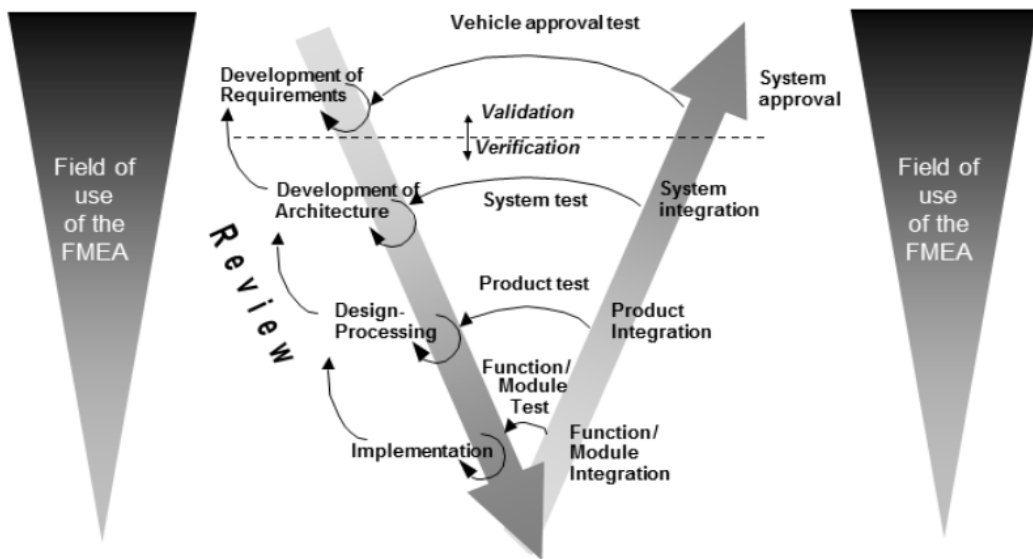 Vehicle approval test
Development of
Requirements
System
approval
Validation
Verification
Field of
use
of the
FMEA
Field of
use
of the
FMEA
Development of
Architecture
System test
System
integration
Review
Product test
Design-
Processing
Product
Integration
Function/
Module
Test
Implementation
Function/
Module
Integration